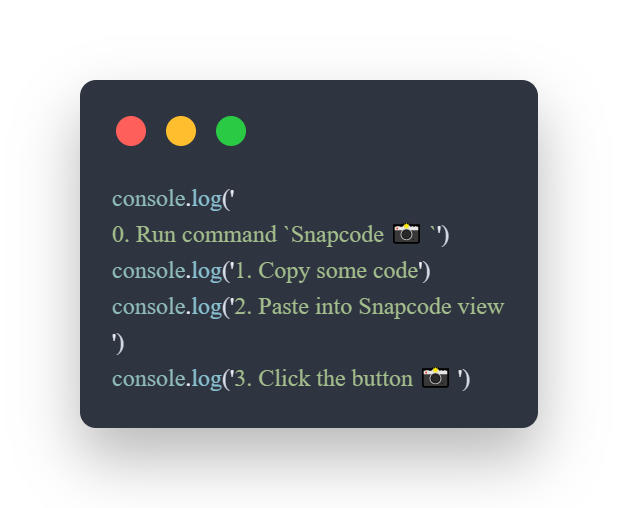 console.log('
0. Run command `Snapcode 📸 `')
console.log('1. Copy some code')
console.log('2. Paste into Snapcode view
')
console.log('3. Click the button 📸 ')